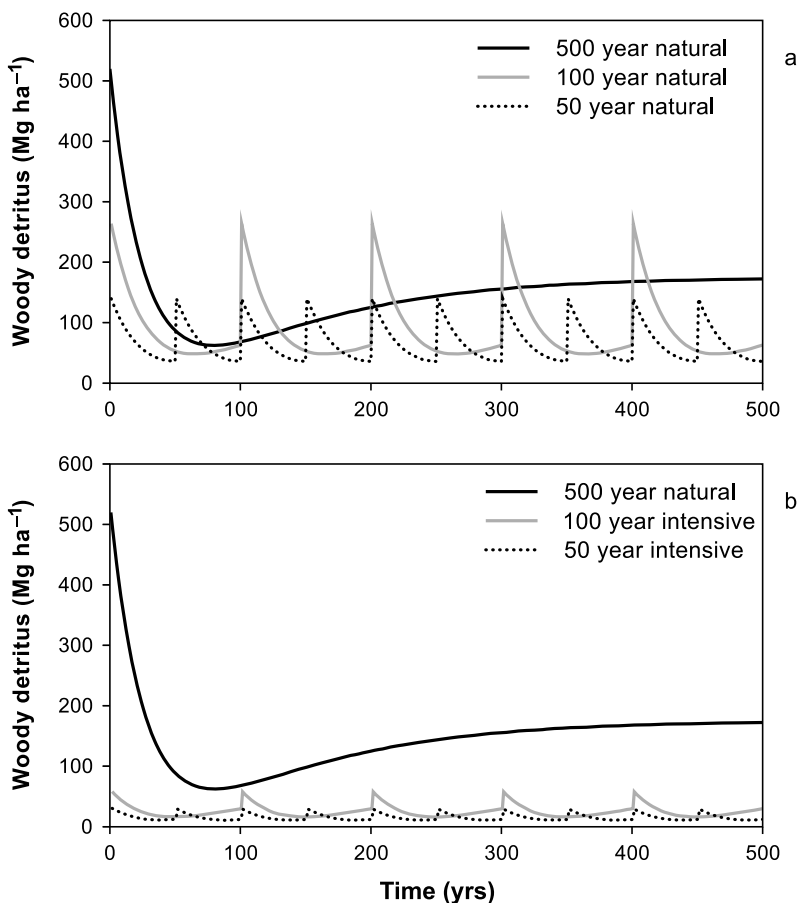 a
Woody detritus (Mg ha⁻¹)
600
500
400
300
200
100
0
500 year natural
100 year natural
50 year natural
0 100 200 300 400 500
b
Woody detritus (Mg ha⁻¹)
600
500
400
300
200
100
0
500 year natural
100 year intensive
50 year intensive
0 100 200 300 400 500
Time (yrs)